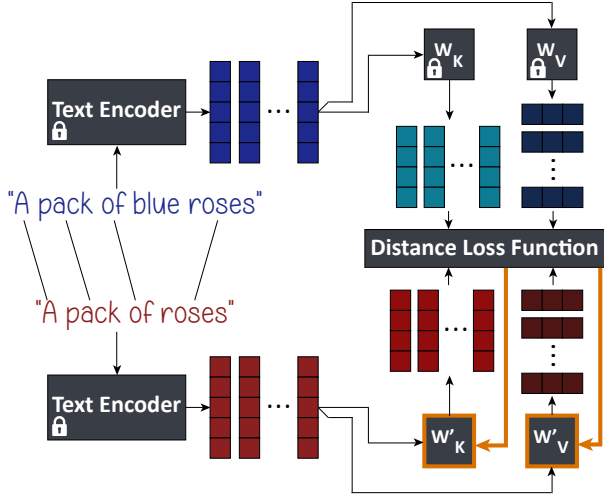 W_K
W_V
Text Encoder
"A pack of blue roses"
Distance Loss Function
"A pack of roses"
Text Encoder
W'_K
W'_V